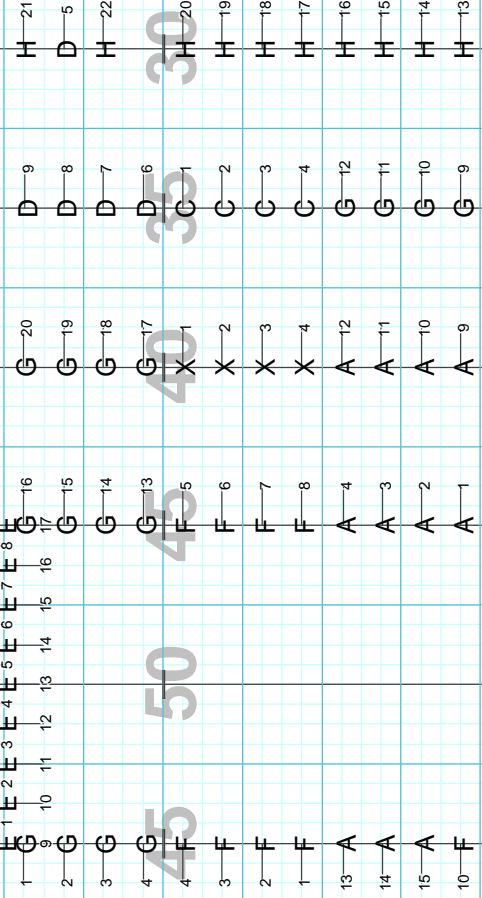 21 5 22 20 19 18 17 16 15 14 13
H D H H H H H H H H H
30
9 8 7 6 1 2 3 4 12 11 10 9
D D D D C C C C G G G G
35
20 19 18 17 1 2 3 4 12 11 10 9
G G G G X X X X A A A A
40
16 15 14 13 5 6 7 8 4 3 2 1
E G G G G F F F F A A A A
17
45
8 E 16
7 E 15
6 E 14
5 E 13
50
4 E 12
3 E 11
2 E 10
1 E 9
G G G G F F F F A A A F
45
1 2 3 4 4 3 2 1 13 14 15 10